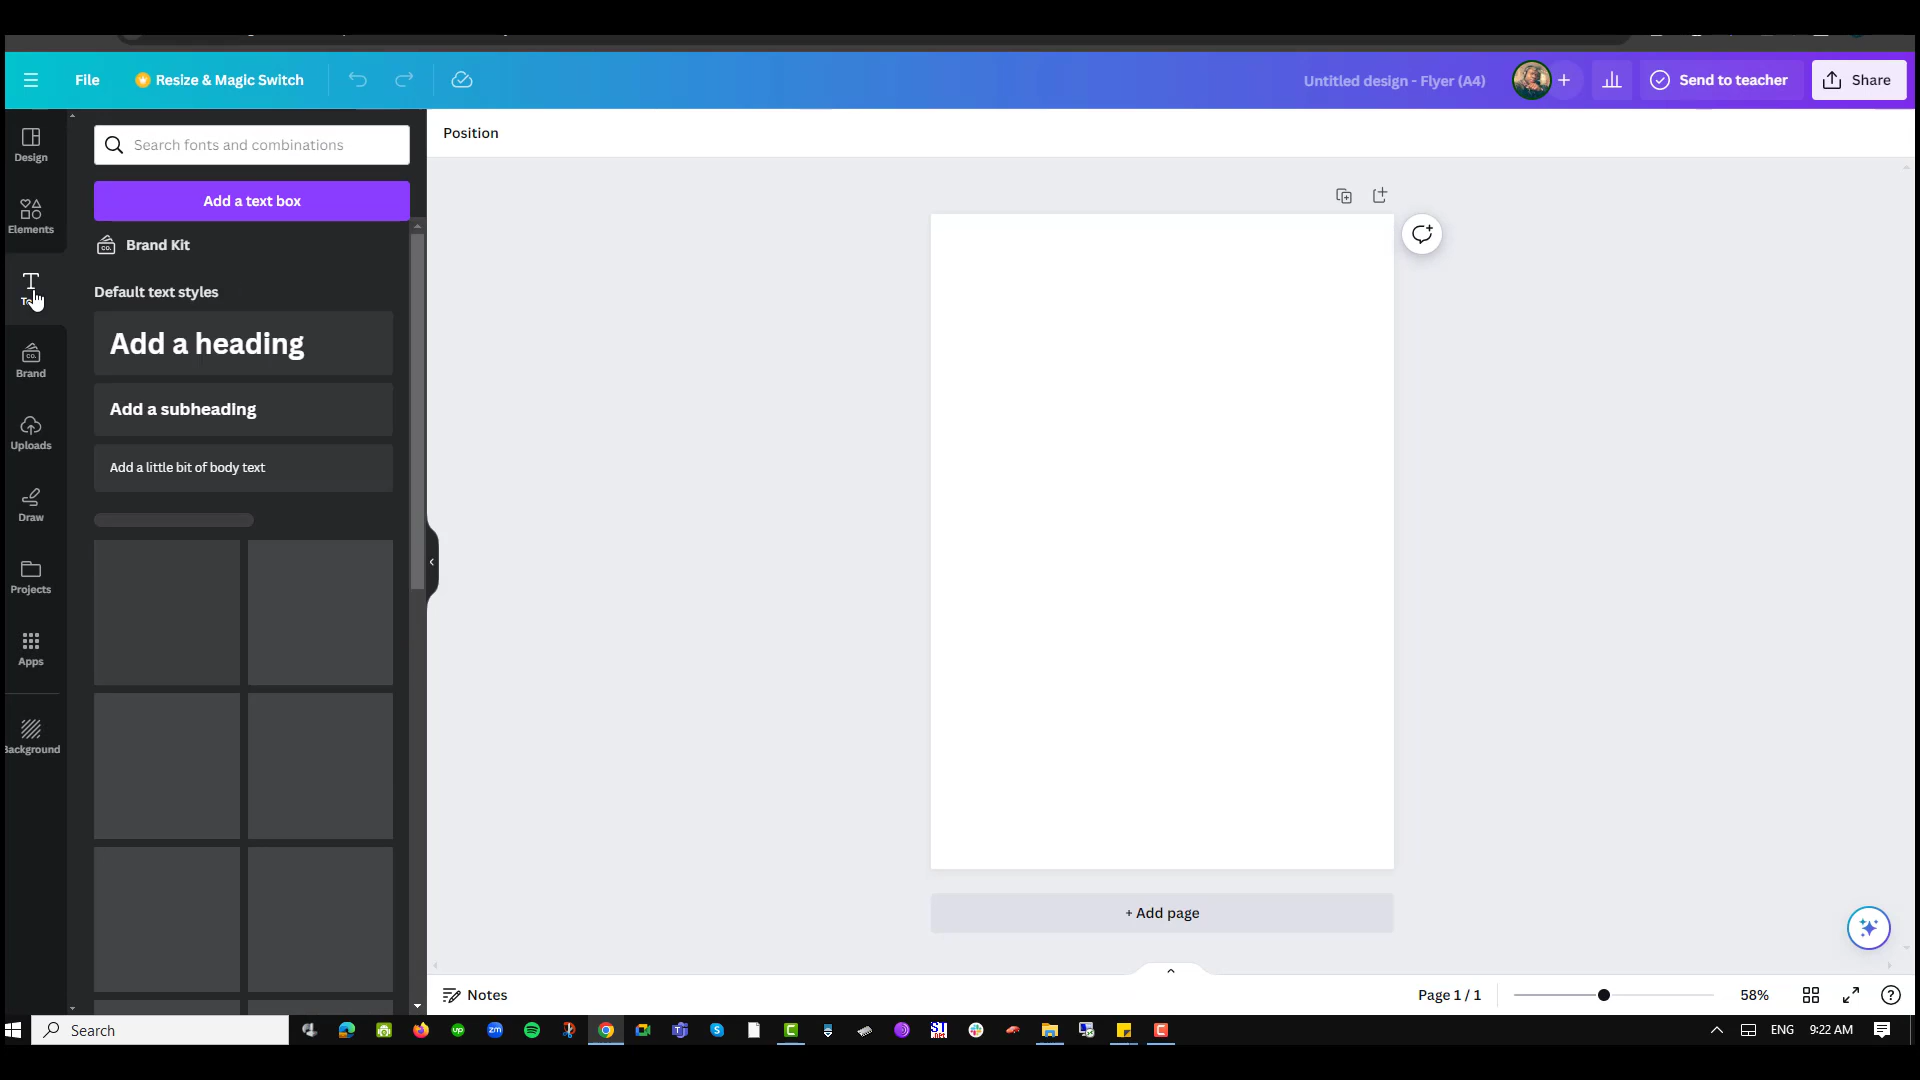 File
Resize & Magic Switch
Untitled design - Flyer (A4)
Send to teacher
Share
Design
Elements
Brand
Uploads
Draw
Projects
Apps
Background
Search fonts and combinations
Add a text box
CO.
Brand Kit
Default text styles
Add a heading
Add a subheading
Add a little bit of body text
Position
+ Add page
Notes
Page 1 / 1
58%
Search
ENG
9:22 AM